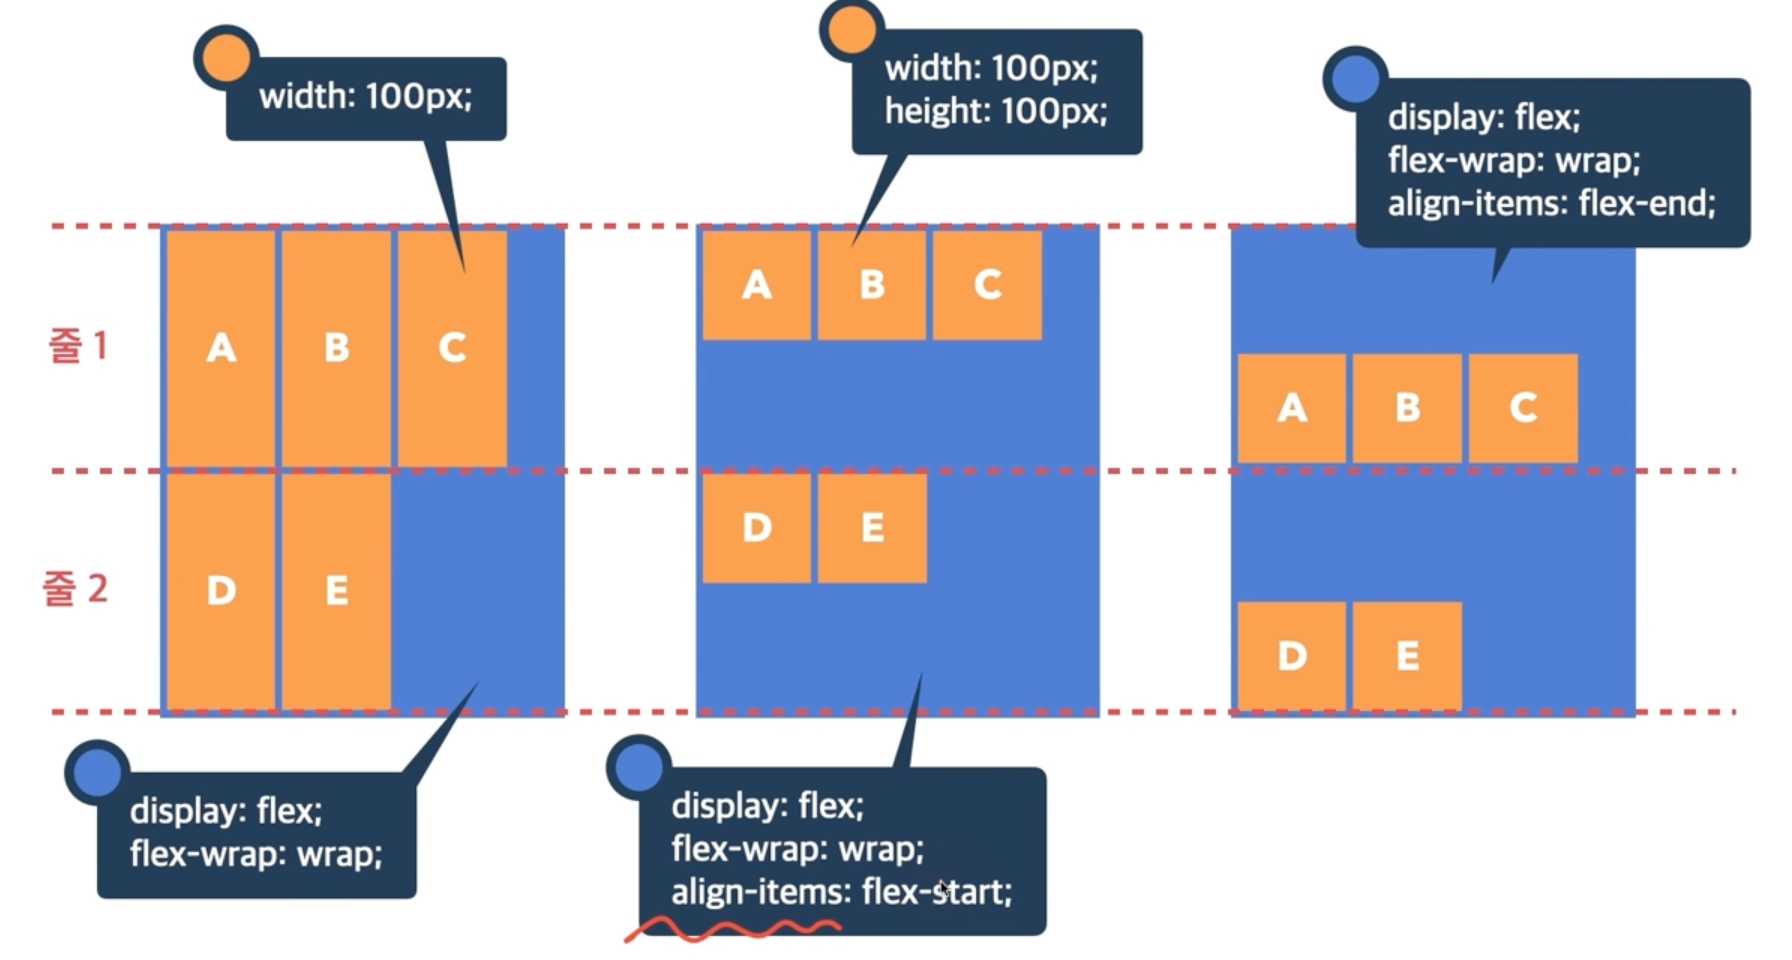 width: 100px;
width: 100px;
height: 100px;
display: flex;
flex-wrap: wrap;
align-items: flex-end;
줄 1
A B C
A B C
A B C
줄 2
D E
D E
D E
display: flex;
flex-wrap: wrap;
display: flex;
flex-wrap: wrap;
align-items: flex-start;